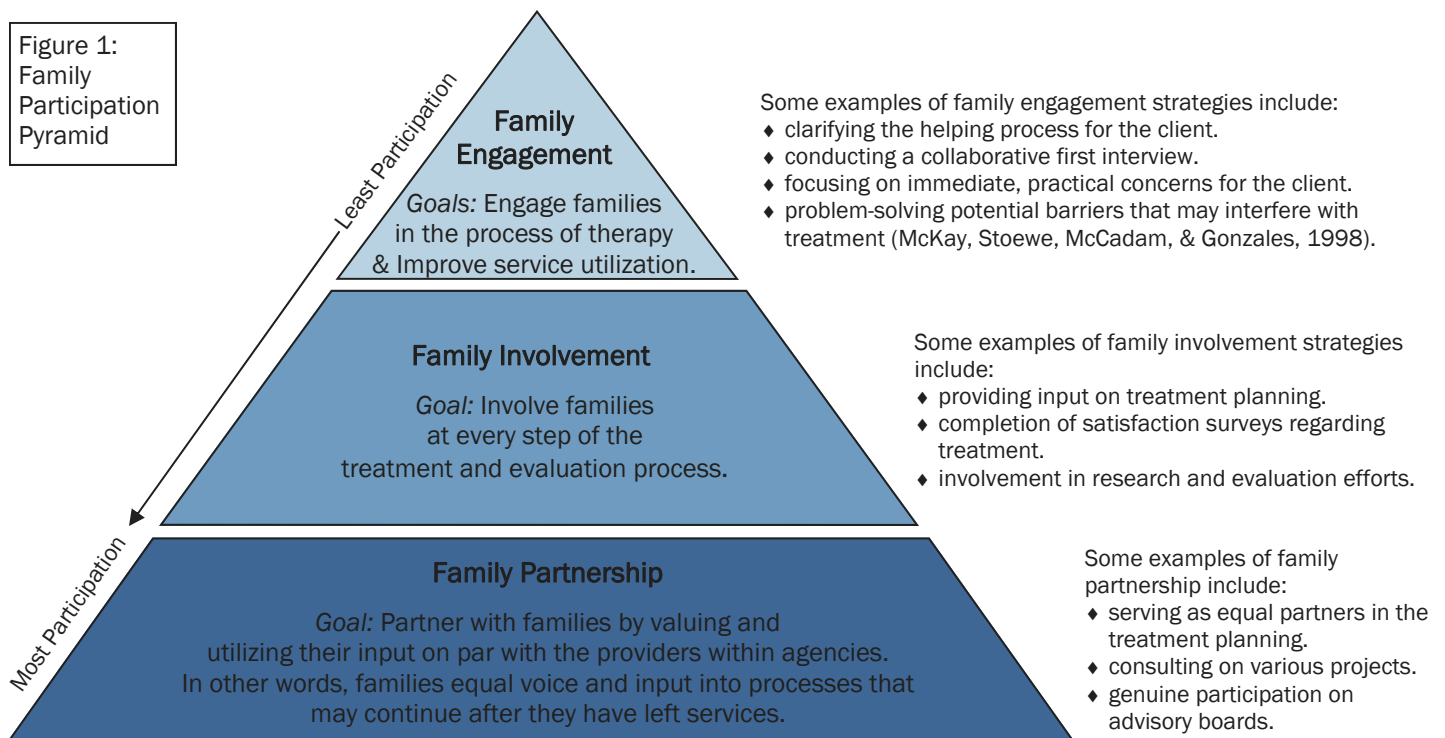 Figure 1:
Family
Participation
Pyramid
Least Participation
Most Participation
Family
Engagement
Goals: Engage families
in the process of therapy
& Improve service utilization.
Some examples of family engagement strategies include:
♦ clarifying the helping process for the client.
♦ conducting a collaborative first interview.
♦ focusing on immediate, practical concerns for the client.
♦ problem-solving potential barriers that may interfere with
treatment (McKay, Stoewe, McCadam, & Gonzales, 1998).
Family Involvement
Goal: Involve families
at every step of the
treatment and evaluation process.
Some examples of family involvement strategies
include:
♦ providing input on treatment planning.
♦ completion of satisfaction surveys regarding
treatment.
♦ involvement in research and evaluation efforts.
Family Partnership
Goal: Partner with families by valuing and
utilizing their input on par with the providers within agencies.
In other words, families equal voice and input into processes that
may continue after they have left services.
Some examples of family
partnership include:
♦ serving as equal partners in the
treatment planning.
♦ consulting on various projects.
♦ genuine participation on
advisory boards.